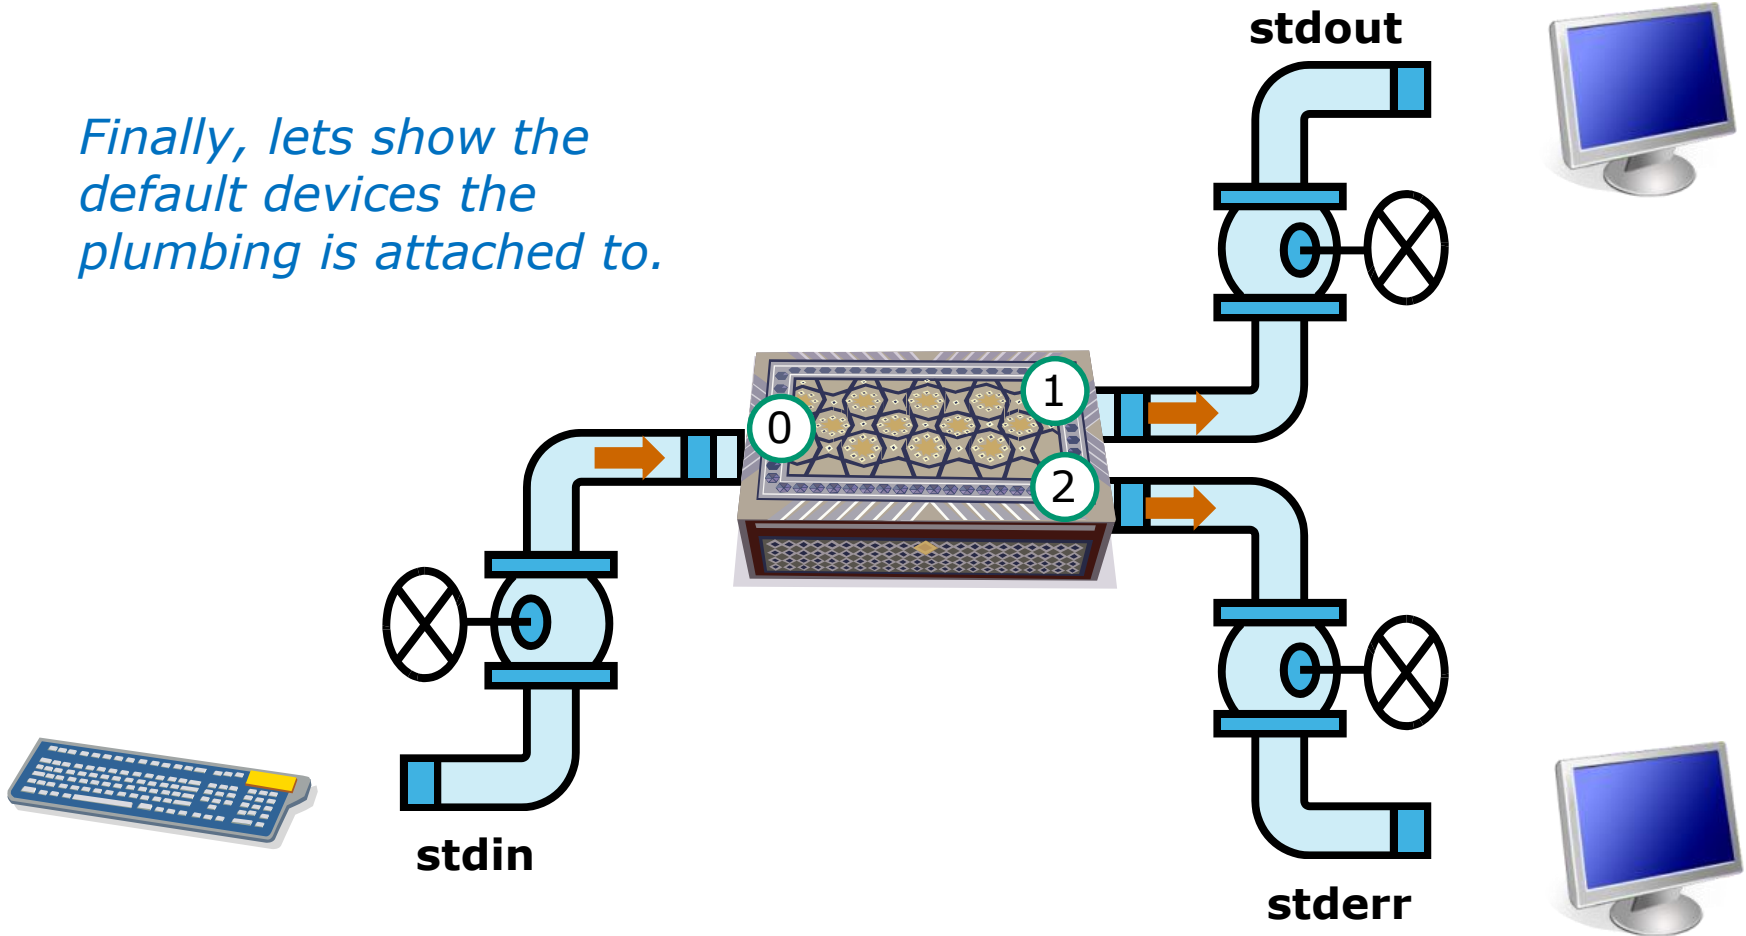 stdout
Finally, lets show the
default devices the
plumbing is attached to.
1
0
2
stdin
stderr